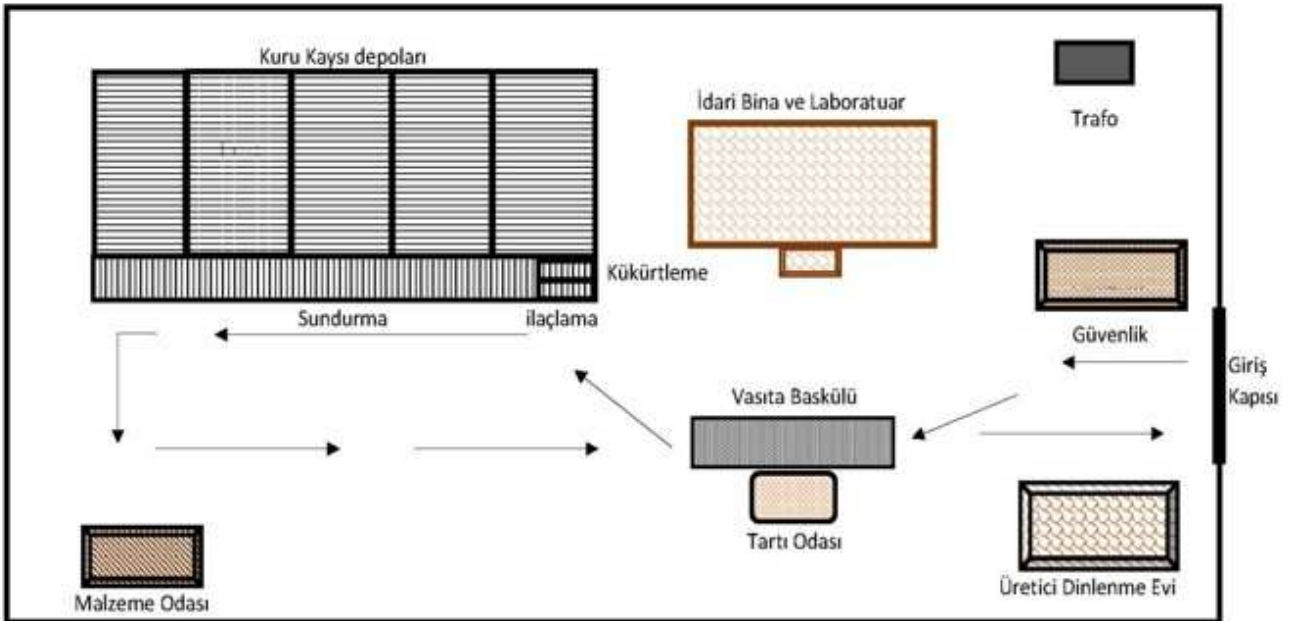 Kuru Kaysı depoları
İdari Bina ve Laboratuar
Trafo
Kükürtleme
Sundurma
ilaçlama
Güvenlik
Giriş
Kapısı
Vasıta Baskülü
Tartı Odası
Üretici Dinlenme Evi
Malzeme Odası